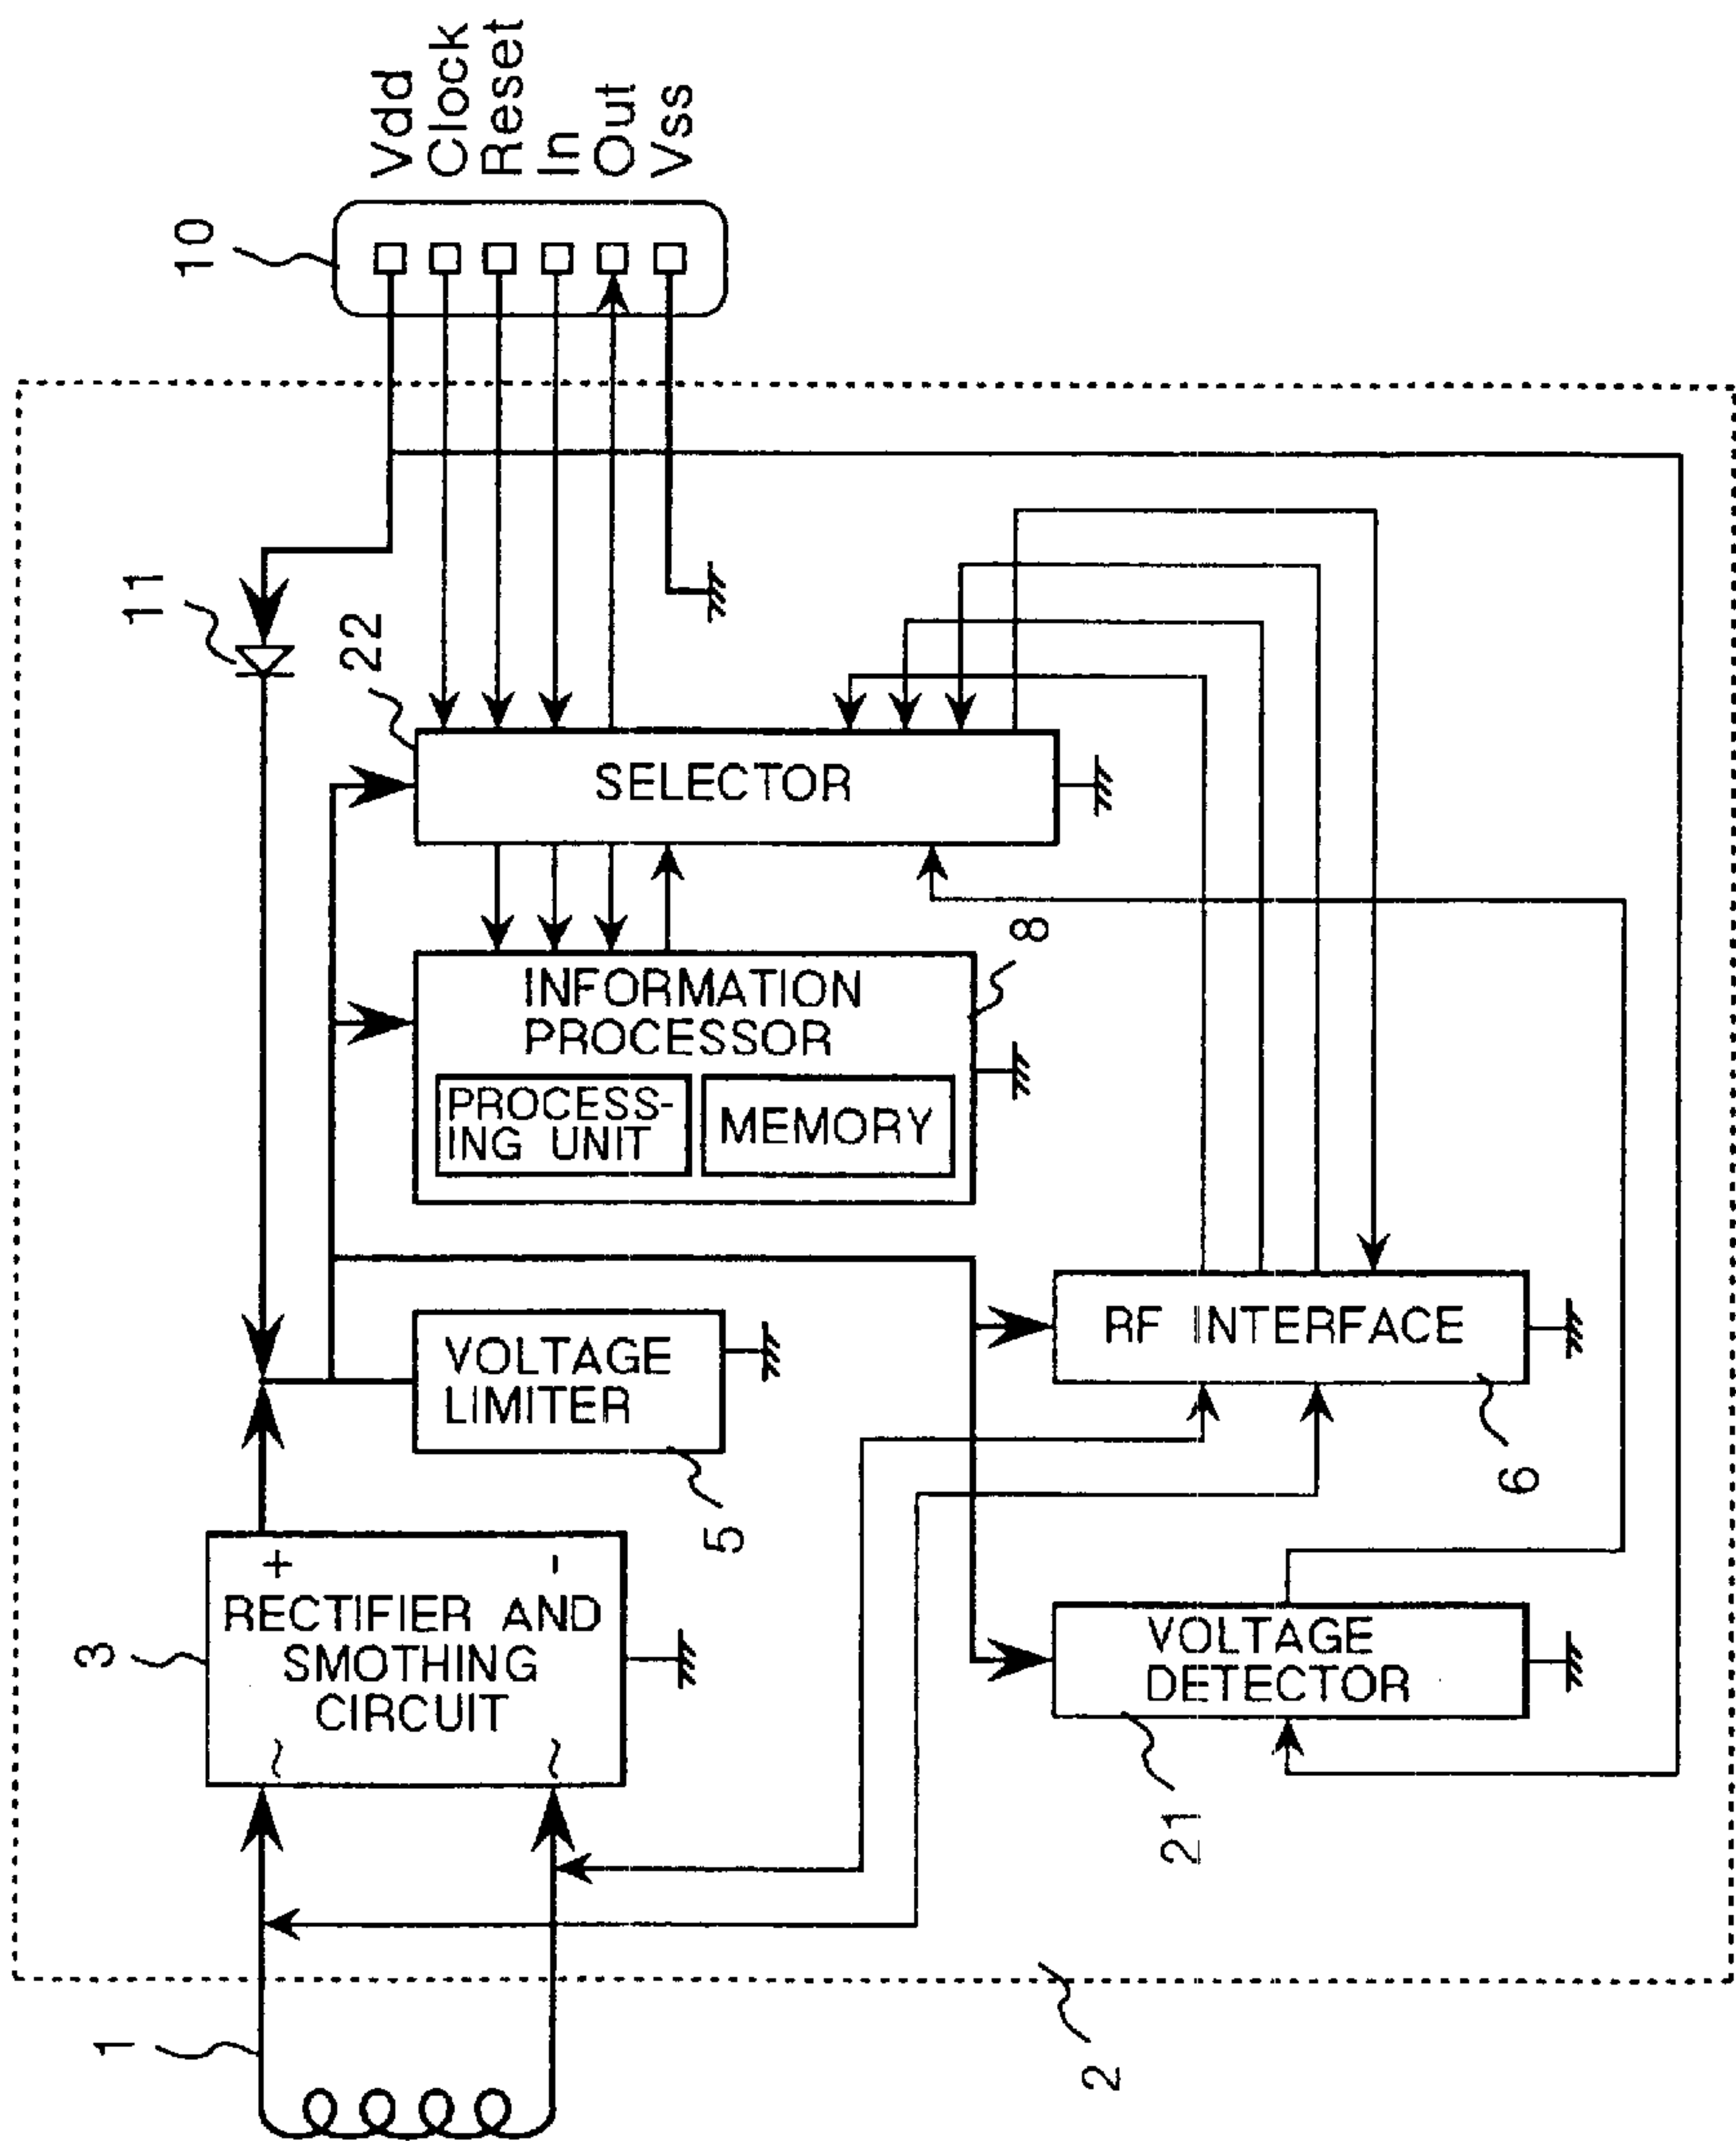 10
Vdd
Clock
Reset
In
Out
Vss
11
22
SELECTOR
INFORMATION
PROCESSOR
PROCESS-
ING UNIT
MEMORY
8
VOLTAGE
LIMITER
5
RF INTERFACE
6
3
+
-
RECTIFIER AND
SMOTHING
CIRCUIT
~
~
VOLTAGE
DETECTOR
21
1
2